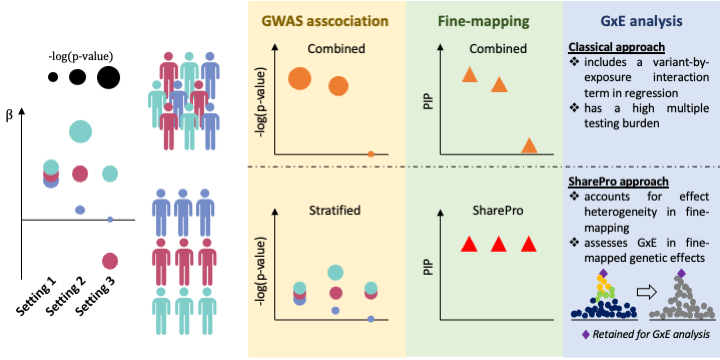 GWAS asscociation
Fine-mapping
GxE analysis
-log(p-value)
β
Setting 1
Setting 2
Setting 3
Combined
-log(p-value)
Combined
PIP
Classical approach
❖ includes a variant-by-
exposure interaction
term in regression
❖ has a high multiple
testing burden
Stratified
-log(p-value)
SharePro
PIP
SharePro approach
❖ accounts for effect
heterogeneity in fine-
mapping
❖ assesses GxE in fine-
mapped genetic effects
Retained for GxE analysis